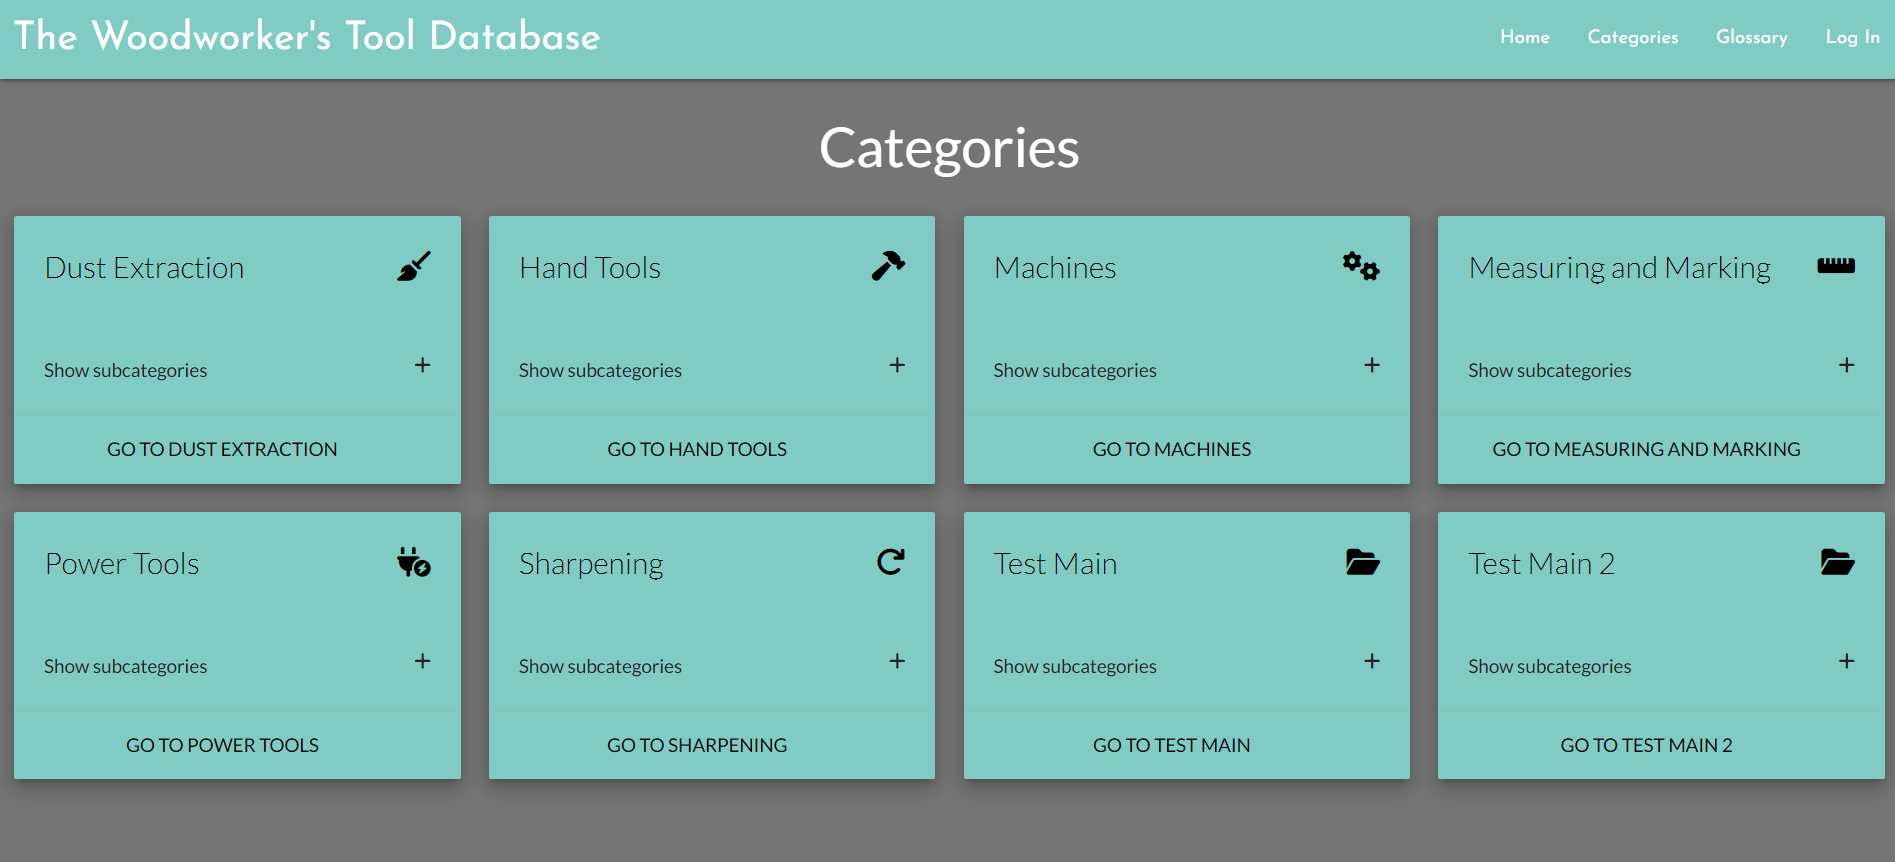 The Woodworker's Tool Database
Home Categories Glossary Log In
Categories
Dust Extraction
Show subcategories +
GO TO DUST EXTRACTION
Hand Tools
Show subcategories +
GO TO HAND TOOLS
Machines
Show subcategories +
GO TO MACHINES
Measuring and Marking
Show subcategories +
GO TO MEASURING AND MARKING
Power Tools
Show subcategories +
GO TO POWER TOOLS
Sharpening
Show subcategories +
GO TO SHARPENING
Test Main
Show subcategories +
GO TO TEST MAIN
Test Main 2
Show subcategories +
GO TO TEST MAIN 2